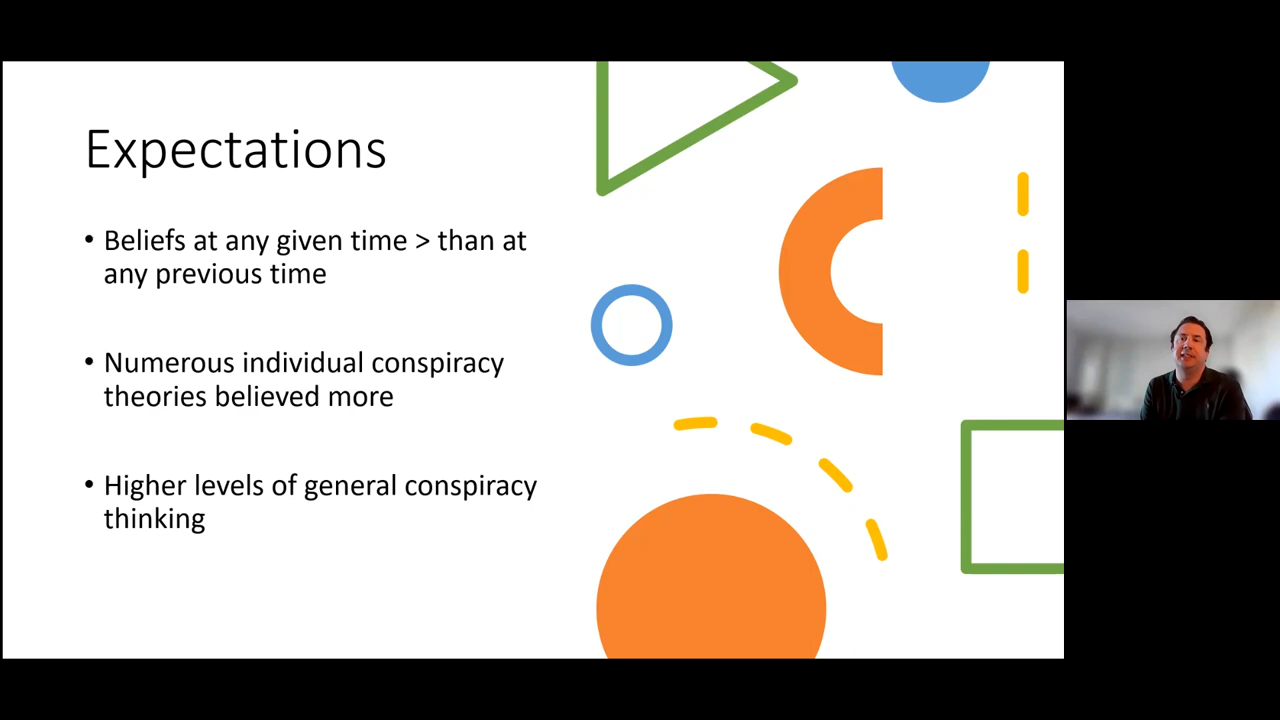 Expectations
• Beliefs at any given time > than at
any previous time
• Numerous individual conspiracy
theories believed more
• Higher levels of general conspiracy
thinking